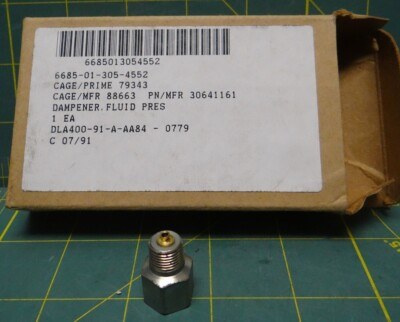 6685013054552
6685-01-305-4552
CAGE/PRIME 79343
CAGE/MFR 88663 PN/MFR 30641161
DAMPENER.FLUID PRES
1 EA
DLA400-91-A-AA84 - 0779
C 07/91